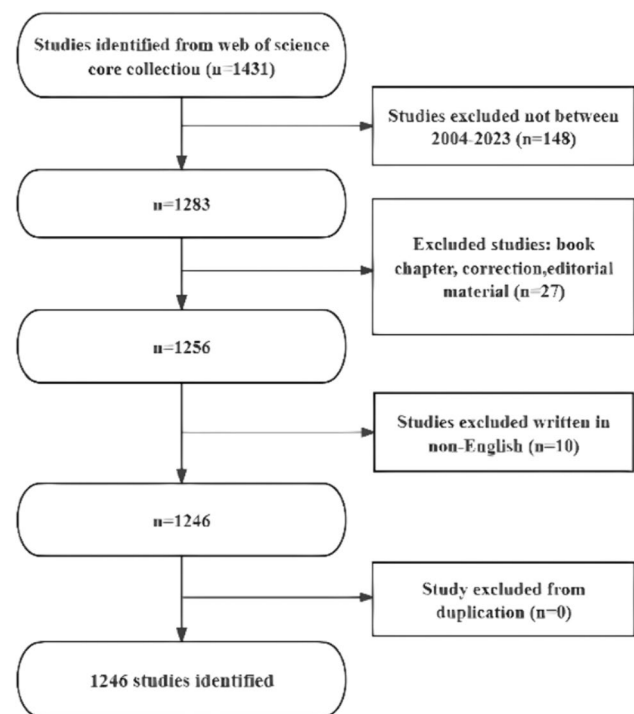 Studies identified from web of science
core collection (n=1431)
Studies excluded not between
2004-2023 (n=148)
n=1283
Excluded studies: book
chapter, correction,editorial
material (n=27)
n=1256
Studies excluded written in
non-English (n=10)
n=1246
Study excluded from
duplication (n=0)
1246 studies identified